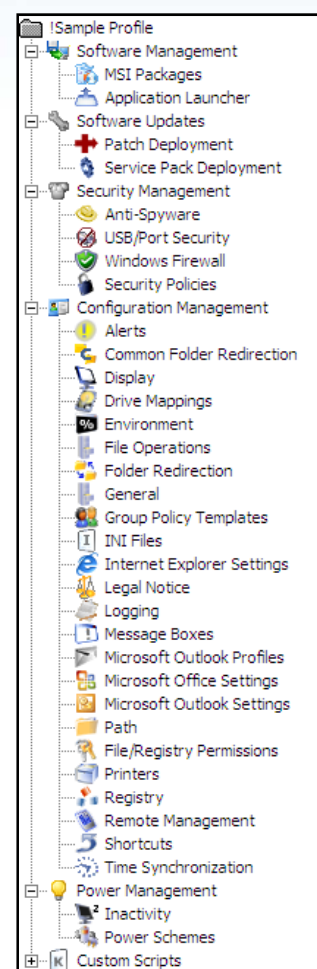 !Sample Profile
Software Management
MSI Packages
Application Launcher
Software Updates
Patch Deployment
Service Pack Deployment
Security Management
Anti-Spyware
USB/Port Security
Windows Firewall
Security Policies
Configuration Management
Alerts
Common Folder Redirection
Display
Drive Mappings
Environment
File Operations
Folder Redirection
General
Group Policy Templates
INI Files
Internet Explorer Settings
Legal Notice
Logging
Message Boxes
Microsoft Outlook Profiles
Microsoft Office Settings
Microsoft Outlook Settings
Path
File/Registry Permissions
Printers
Registry
Remote Management
Shortcuts
Time Synchronization
Power Management
Inactivity
Power Schemes
Custom Scripts